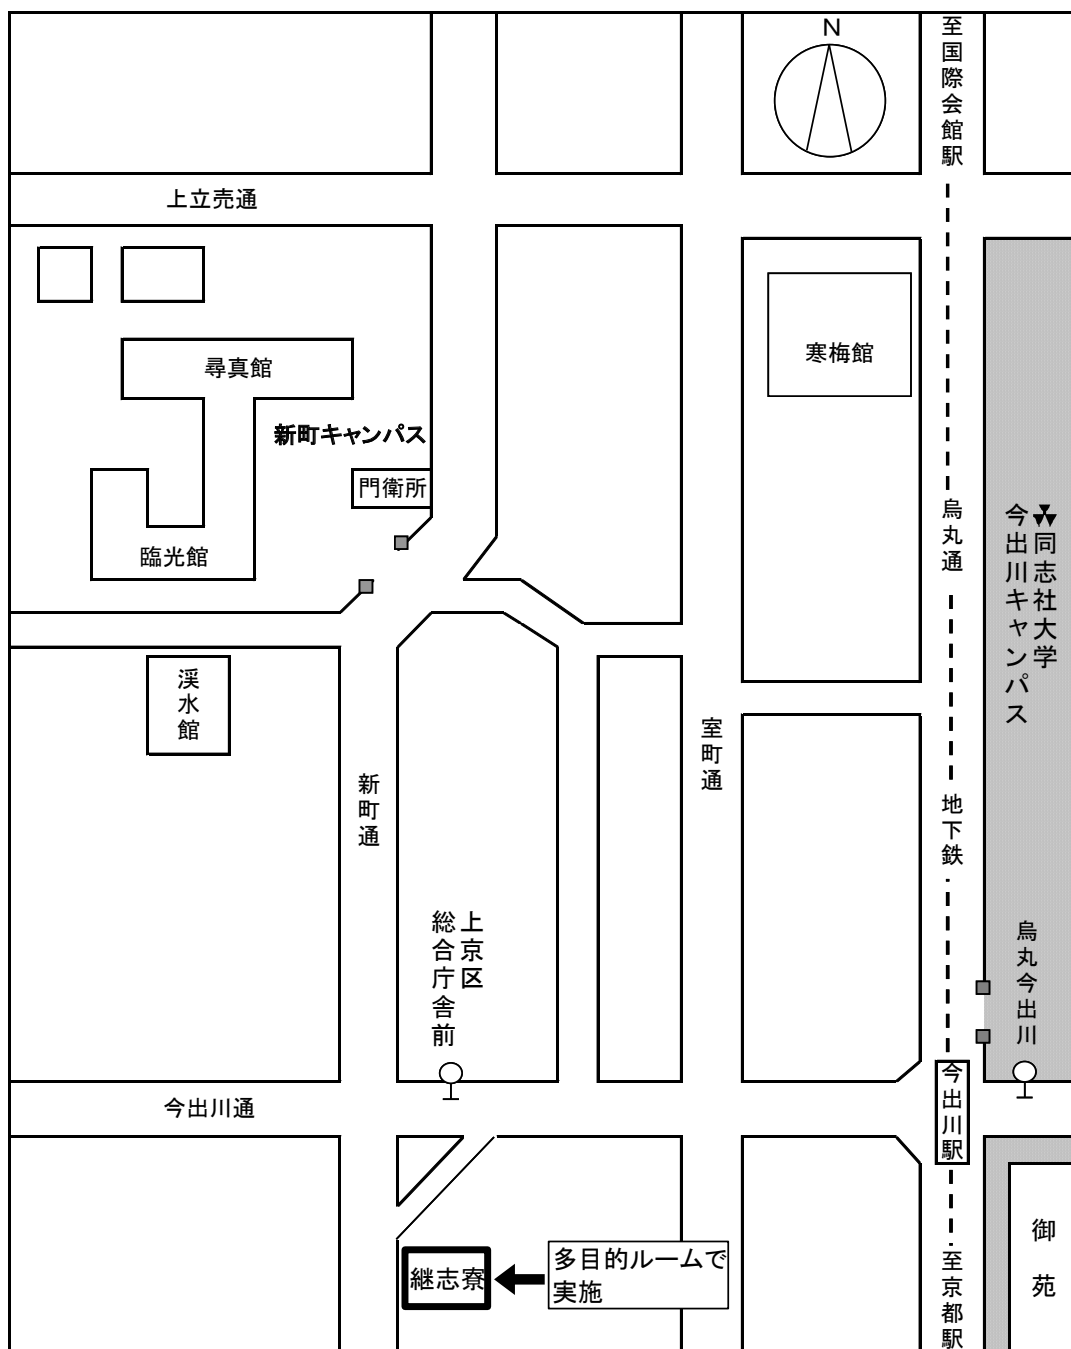 N
至国際会館駅
上立売通
寒梅館
尋真館
新町キャンパス
門衛所
臨光館
烏丸通
同志社大学
今出川キャンパス
渓水館
室町通
新町通
地下鉄
上京区
総合庁舎前
烏丸今出川
今出川駅
今出川通
御苑
継志寮
多目的ルームで
実施
至京都駅